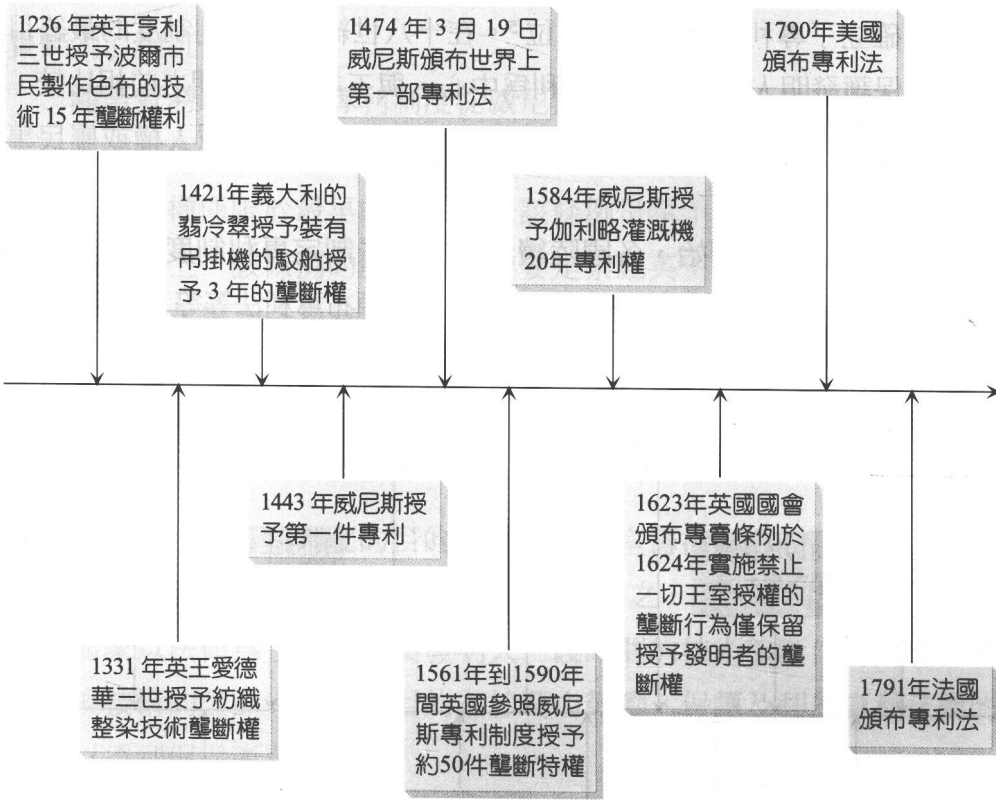 1236 年英王亨利
三世授予波爾市
民製作色布的技
術 15 年壟斷權利
1474 年 3 月 19 日
威尼斯頒布世界上
第一部專利法
1790年美國
頒布專利法
1421年義大利的
翡冷翠授予裝有
吊掛機的駁船授
予 3 年的壟斷權
1584年威尼斯授
予伽利略灌溉機
20年專利權
1443 年威尼斯授
予第一件專利
1623年英國國會
頒布專賣條例於
1624年實施禁止
一切王室授權的
壟斷行為僅保留
授予發明者的壟
斷權
1331 年英王愛德
華三世授予紡織
整染技術壟斷權
1561年到1590年
間英國參照威尼
斯專利制度授予
約50件壟斷特權
1791年法國
頒布專利法